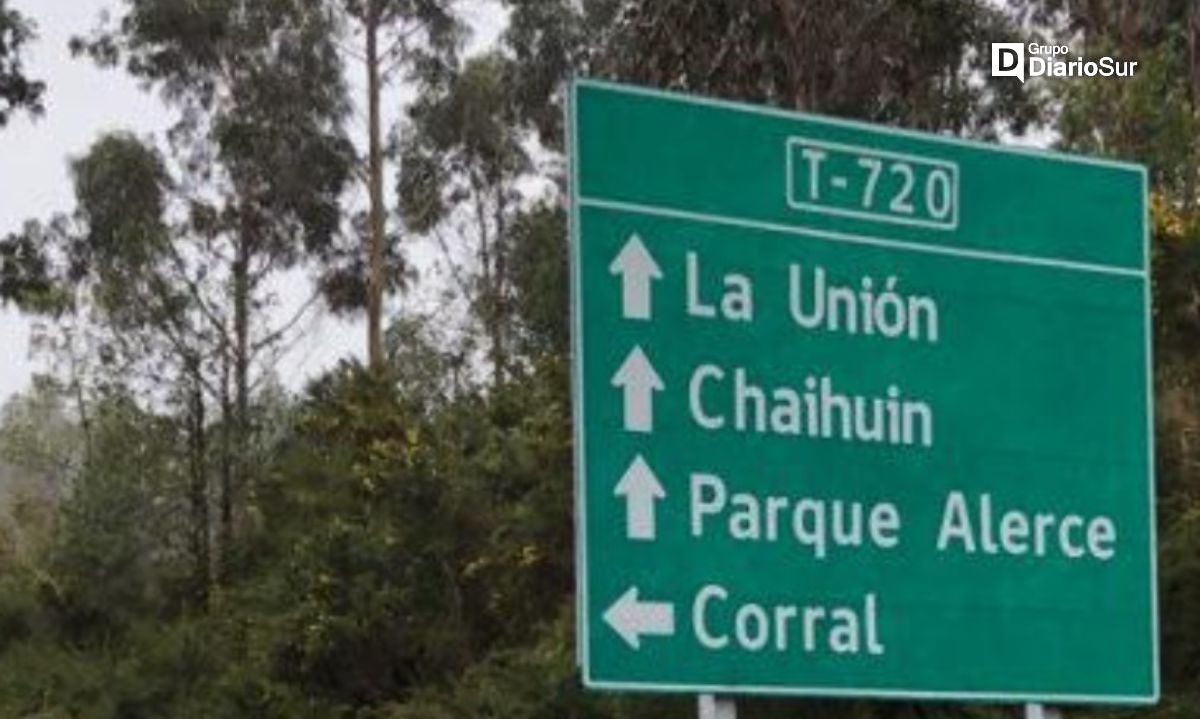 Grupo
DiarioSur
T-720
La Unión
Chaihuin
Parque Alerce
Corral